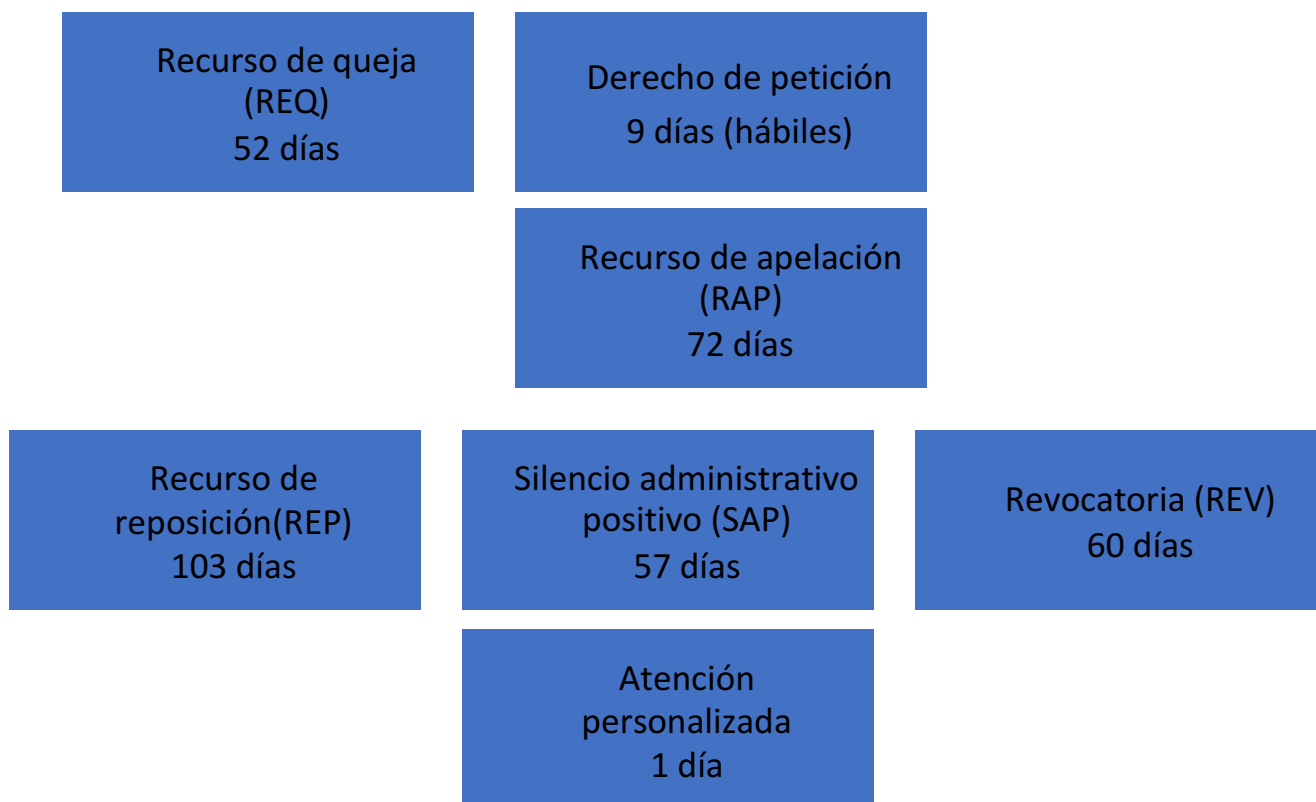 Recurso de queja
(REQ)
52 días
Derecho de petición
9 días (hábiles)
Recurso de apelación
(RAP)
72 días
Recurso de
reposición(REP)
103 días
Silencio administrativo
positivo (SAP)
57 días
Revocatoria (REV)
60 días
Atención
personalizada
1 día